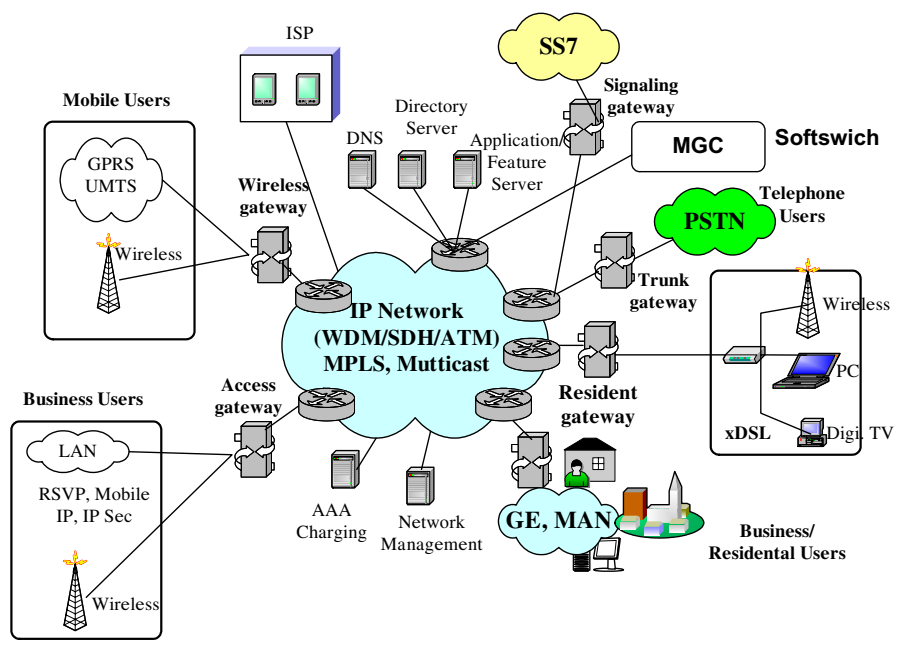 ISP
SS7
Mobile Users
Signaling
gateway
Directory
Server
DNS
Application/
Feature
Server
MGC
Softswich
GPRS
UMTS
Wireless
gateway
Wireless
PSTN
Telephone
Users
Trunk
gateway
Wireless
IP Network
(WDM/SDH/ATM)
MPLS, Mutticast
PC
Resident
gateway
Access
gateway
Business Users
xDSL
Digi. TV
LAN
RSVP, Mobile
IP, IP Sec
AAA
Charging
Network
Management
GE, MAN
Business/
Residental Users
Wireless